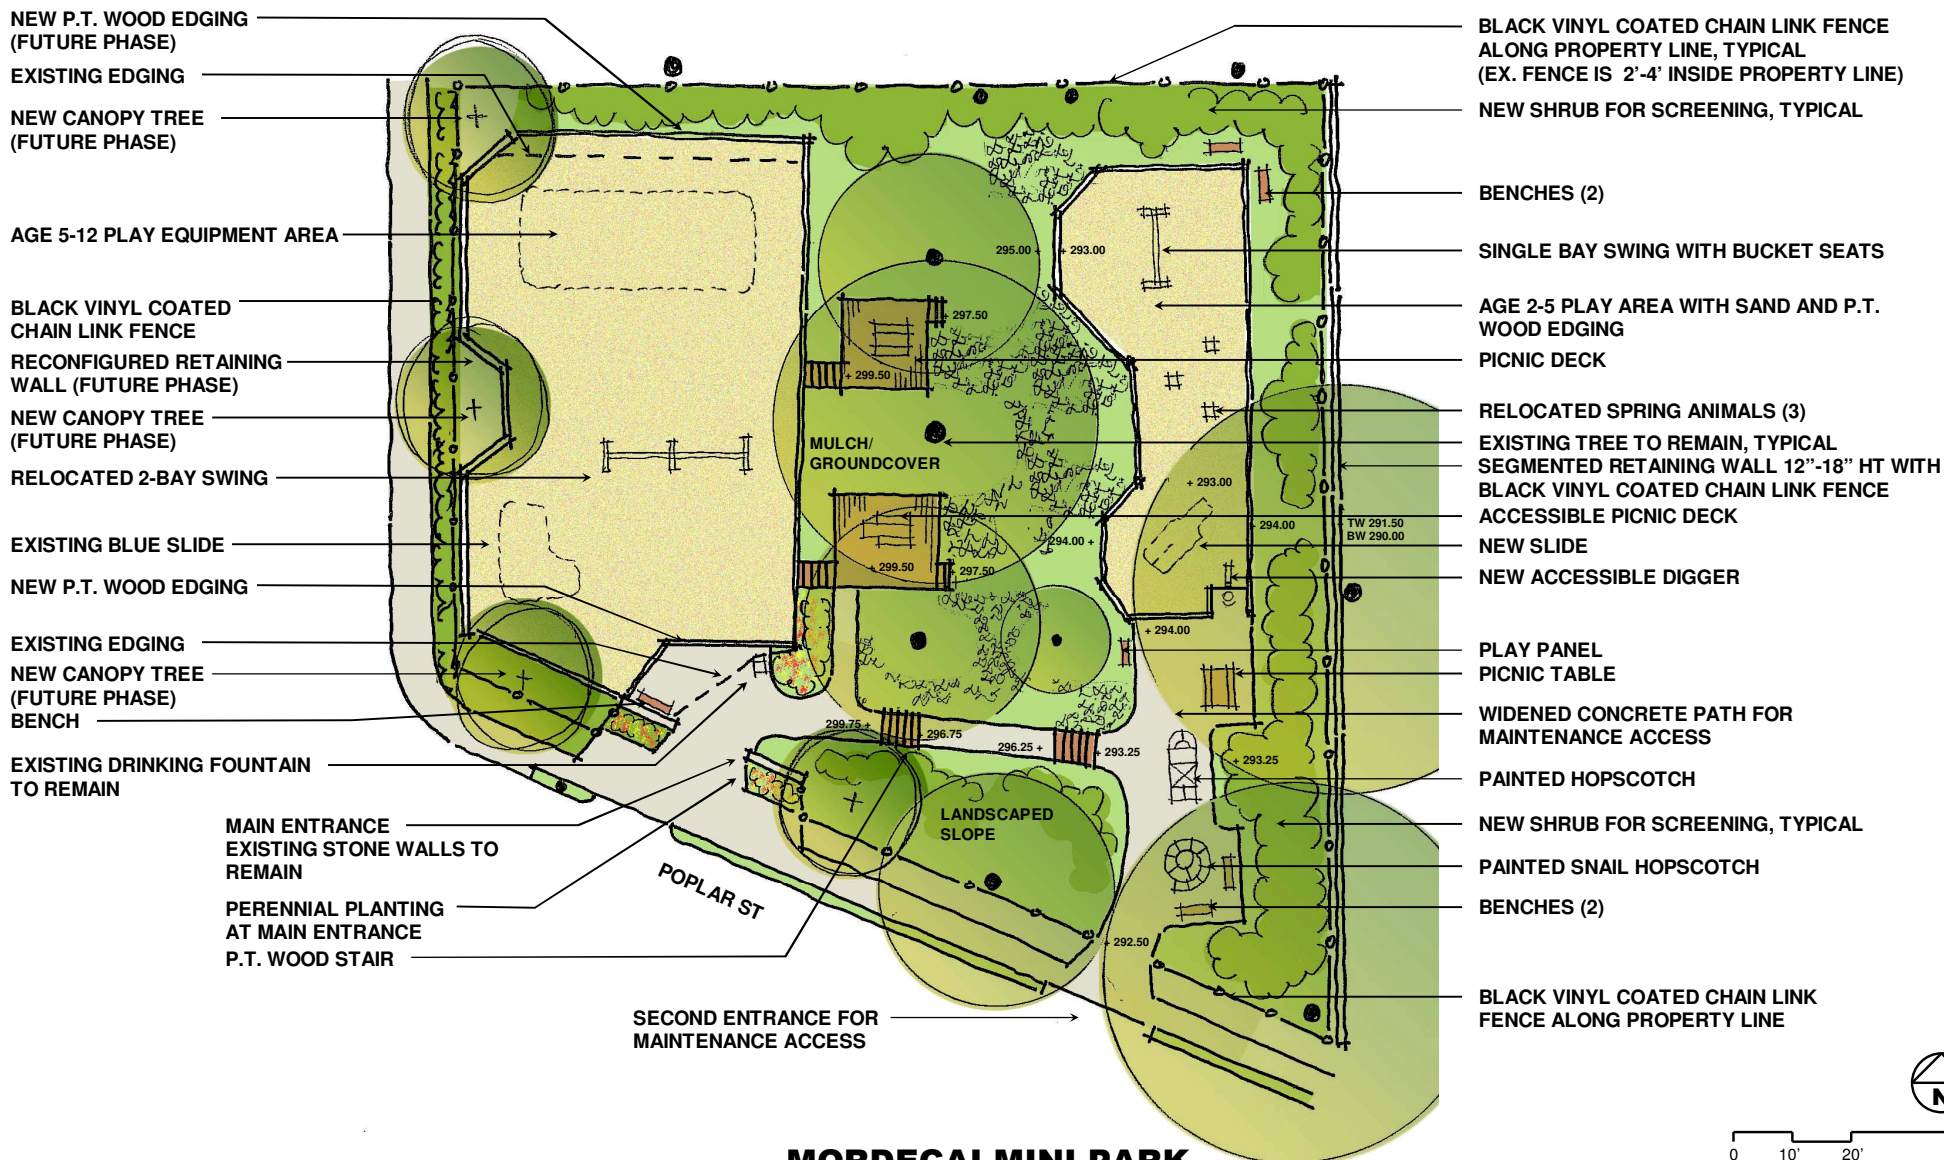 NEW P.T. WOOD EDGING
(FUTURE PHASE)
EXISTING EDGING
NEW CANOPY TREE
(FUTURE PHASE)
AGE 5-12 PLAY EQUIPMENT AREA
BLACK VINYL COATED
CHAIN LINK FENCE
RECONFIGURED RETAINING
WALL (FUTURE PHASE)
NEW CANOPY TREE
(FUTURE PHASE)
RELOCATED 2-BAY SWING
EXISTING BLUE SLIDE
NEW P.T. WOOD EDGING
EXISTING EDGING
NEW CANOPY TREE
(FUTURE PHASE)
BENCH
EXISTING DRINKING FOUNTAIN
TO REMAIN
MAIN ENTRANCE
EXISTING STONE WALLS TO
REMAIN
PERENNIAL PLANTING
AT MAIN ENTRANCE
P.T. WOOD STAIR
295.00 +
+ 293.00
+ 297.50
+ 299.50
MULCH/
GROUNDCOVER
+ 293.00
+ 294.00
TW 291.50
BW 290.00
294.00 +
+ 299.50
+ 297.50
+ 294.00
299.75 +
+ 296.75
296.25 +
+ 293.25
+ 293.25
LANDSCAPED
SLOPE
POPLAR ST
+ 292.50
SECOND ENTRANCE FOR
MAINTENANCE ACCESS
BLACK VINYL COATED CHAIN LINK FENCE
ALONG PROPERTY LINE, TYPICAL
(EX. FENCE IS 2'-4' INSIDE PROPERTY LINE)
NEW SHRUB FOR SCREENING, TYPICAL
BENCHES (2)
SINGLE BAY SWING WITH BUCKET SEATS
AGE 2-5 PLAY AREA WITH SAND AND P.T.
WOOD EDGING
PICNIC DECK
RELOCATED SPRING ANIMALS (3)
EXISTING TREE TO REMAIN, TYPICAL
SEGMENTED RETAINING WALL 12”-18” HT WITH
BLACK VINYL COATED CHAIN LINK FENCE
ACCESSIBLE PICNIC DECK
NEW SLIDE
NEW ACCESSIBLE DIGGER
PLAY PANEL
PICNIC TABLE
WIDENED CONCRETE PATH FOR
MAINTENANCE ACCESS
PAINTED HOPSCOTCH
NEW SHRUB FOR SCREENING, TYPICAL
PAINTED SNAIL HOPSCOTCH
BENCHES (2)
BLACK VINYL COATED CHAIN LINK
FENCE ALONG PROPERTY LINE
N
0 10' 20'
MORDECAI MINI PARK